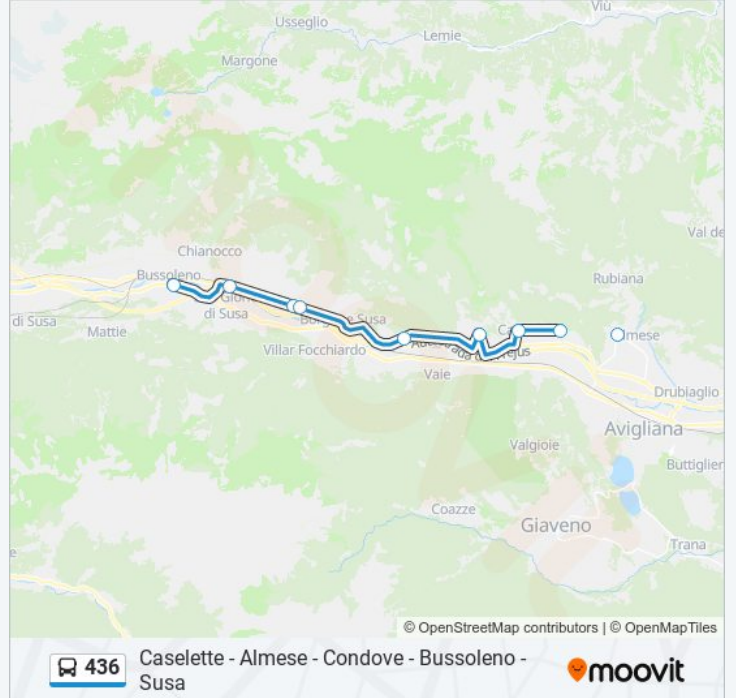 Viù
Usseglio
Lemie
Margone
Val de
Chianocco
Bussoleno
Rubiana
di Susa
Mattie
di Susa
Villar Focchiardo
Vaie
Drubiaglio
Avigliana
Valgioie
Buttiglier
Coazze
Giaveno
Trana
© OpenStreetMap contributors | © OpenMapTiles
436
Caselette - Almese - Condove - Bussoleno -
Susa
moovit